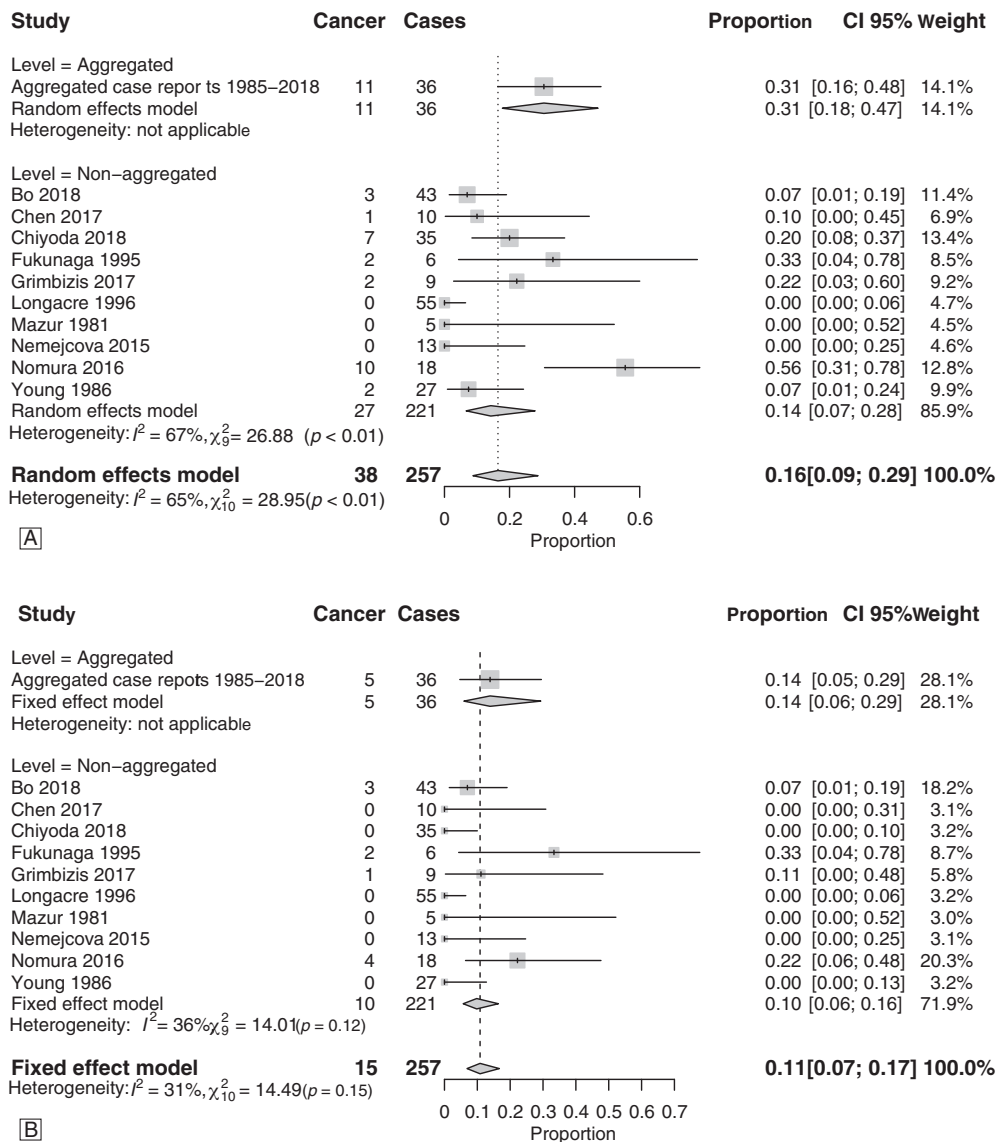 Study Cancer Cases Proportion CI 95% Weight
Level = Aggregated
Aggregated case repor ts 1985–2018 11 36 0.31 [0.16; 0.48] 14.1%
Random effects model 11 36 0.31 [0.18; 0.47] 14.1%
Heterogeneity: not applicable
Level = Non−aggregated
Bo 2018 3 43 0.07 [0.01; 0.19] 11.4%
Chen 2017 1 10 0.10 [0.00; 0.45] 6.9%
Chiyoda 2018 7 35 0.20 [0.08; 0.37] 13.4%
Fukunaga 1995 2 6 0.33 [0.04; 0.78] 8.5%
Grimbizis 2017 2 9 0.22 [0.03; 0.60] 9.2%
Longacre 1996 0 55 0.00 [0.00; 0.06] 4.7%
Mazur 1981 0 5 0.00 [0.00; 0.52] 4.5%
Nemejcova 2015 0 13 0.00 [0.00; 0.25] 4.6%
Nomura 2016 10 18 0.56 [0.31; 0.78] 12.8%
Young 1986 2 27 0.07 [0.01; 0.24] 9.9%
Random effects model 27 221 0.14 [0.07; 0.28] 85.9%
Heterogeneity: I² = 67%, χ²₉ = 26.88 (p < 0.01)
Random effects model 38 257 0.16[0.09; 0.29] 100.0%
Heterogeneity: I² = 65%, χ²₁₀ = 28.95(p < 0.01)
0 0.2 0.4 0.6
Proportion
A
Study Cancer Cases Proportion CI 95%Weight
Level = Aggregated
Aggregated case repots 1985–2018 5 36 0.14 [0.05; 0.29] 28.1%
Fixed effect model 5 36 0.14 [0.06; 0.29] 28.1%
Heterogeneity: not applicable
Level = Non−aggregated
Bo 2018 3 43 0.07 [0.01; 0.19] 18.2%
Chen 2017 0 10 0.00 [0.00; 0.31] 3.1%
Chiyoda 2018 0 35 0.00 [0.00; 0.10] 3.2%
Fukunaga 1995 2 6 0.33 [0.04; 0.78] 8.7%
Grimbizis 2017 1 9 0.11 [0.00; 0.48] 5.8%
Longacre 1996 0 55 0.00 [0.00; 0.06] 3.2%
Mazur 1981 0 5 0.00 [0.00; 0.52] 3.0%
Nemejcova 2015 0 13 0.00 [0.00; 0.25] 3.1%
Nomura 2016 4 18 0.22 [0.06; 0.48] 20.3%
Young 1986 0 27 0.00 [0.00; 0.13] 3.2%
Fixed effect model 10 221 0.10 [0.06; 0.16] 71.9%
Heterogeneity: I² = 36%χ²₉ = 14.01(p = 0.12)
Fixed effect model 15 257 0.11[0.07; 0.17] 100.0%
Heterogeneity: I² = 31%, χ²₁₀ = 14.49(p = 0.15)
0 0.1 0.2 0.3 0.4 0.5 0.6 0.7
Proportion
B